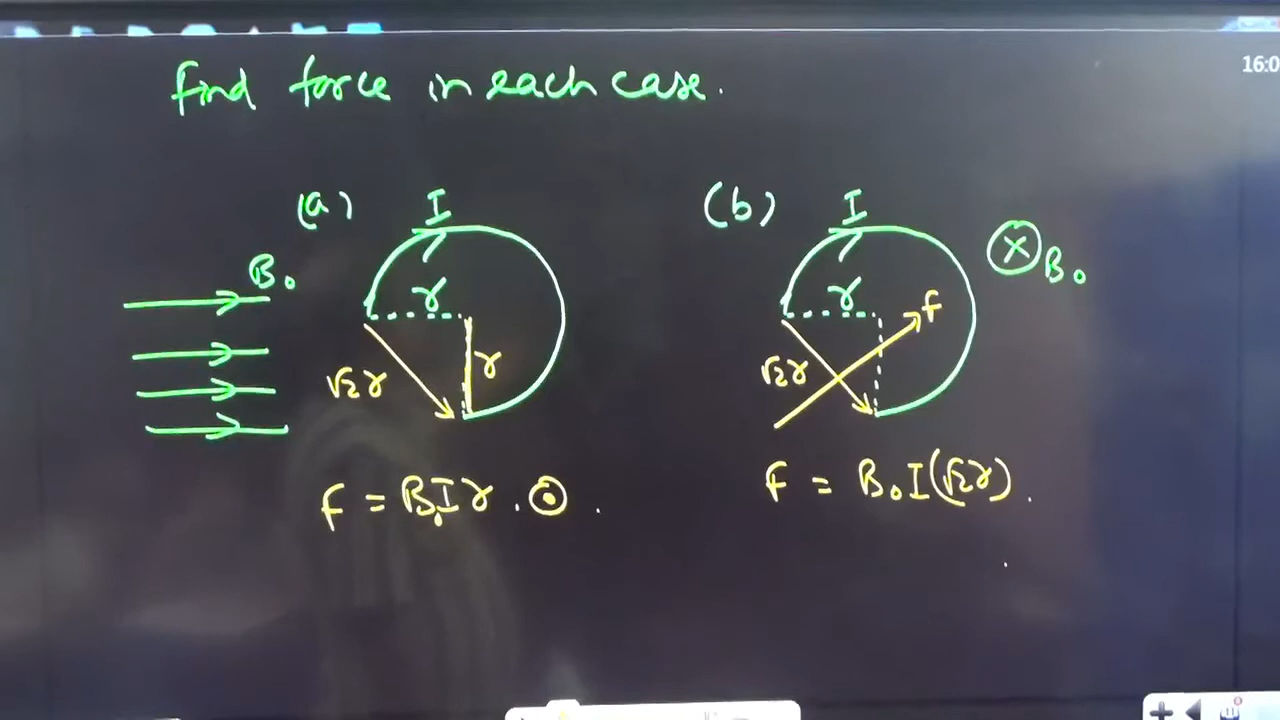 16:0
find force in each case.
(a) I
B₀
r
√2r
r
F = B₀Ir. ⊙.
(b) I
⊗ B₀
r
f
√2r
F = B₀I(√2r).